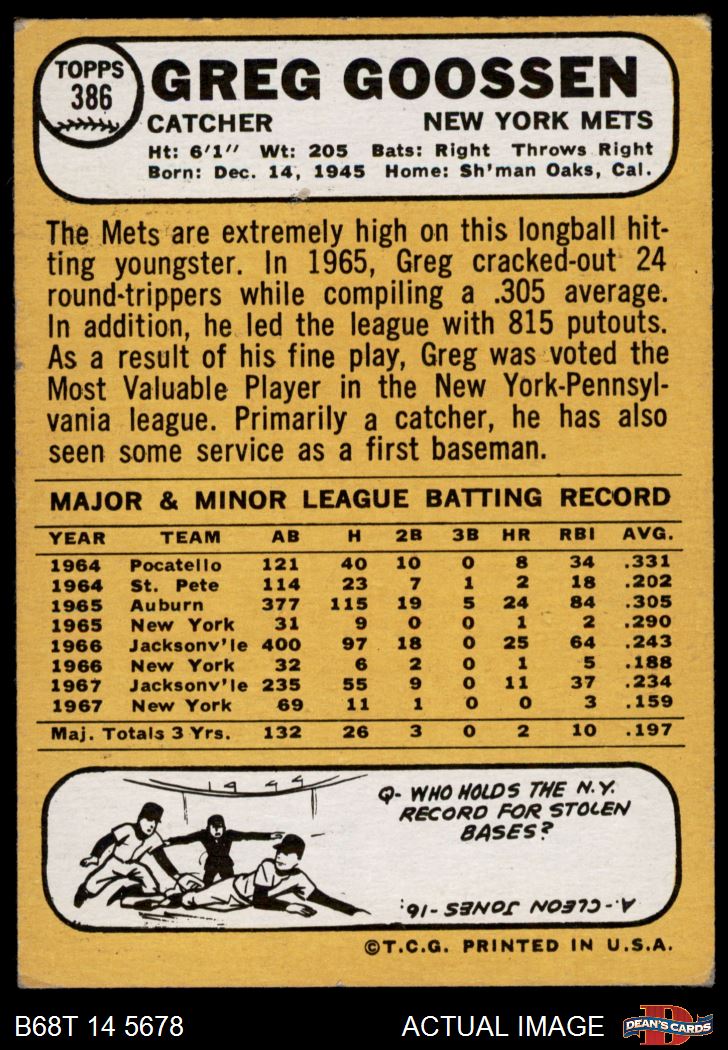 TOPPS
386
GREG GOOSSEN
CATCHER NEW YORK METS
Ht: 6'1" Wt: 205 Bats: Right Throws Right
Born: Dec. 14, 1945 Home: Sh'man Oaks, Cal.
The Mets are extremely high on this longball hit-
ting youngster. In 1965, Greg cracked-out 24
round-trippers while compiling a .305 average.
In addition, he led the league with 815 putouts.
As a result of his fine play, Greg was voted the
Most Valuable Player in the New York-Pennsyl-
vania league. Primarily a catcher, he has also
seen some service as a first baseman.
MAJOR & MINOR LEAGUE BATTING RECORD
YEAR TEAM AB H 2B 3B HR RBI AVG.
1964 Pocatello 121 40 10 0 8 34 .331
1964 St. Pete 114 23 7 1 2 18 .202
1965 Auburn 377 115 19 5 24 84 .305
1965 New York 31 9 0 0 1 2 .290
1966 Jacksonv'le 400 97 18 0 25 64 .243
1966 New York 32 6 2 0 1 5 .188
1967 Jacksonv'le 235 55 9 0 11 37 .234
1967 New York 69 11 1 0 0 3 .159
Maj. Totals 3 Yrs. 132 26 3 0 2 10 .197
Q- WHO HOLDS THE N.Y.
RECORD FOR STOLEN
BASES?
A- CLEON JONES - 16.
©T.C.G. PRINTED IN U.S.A.
B68T 14 5678 ACTUAL IMAGE
D
DEAN'S CARDS